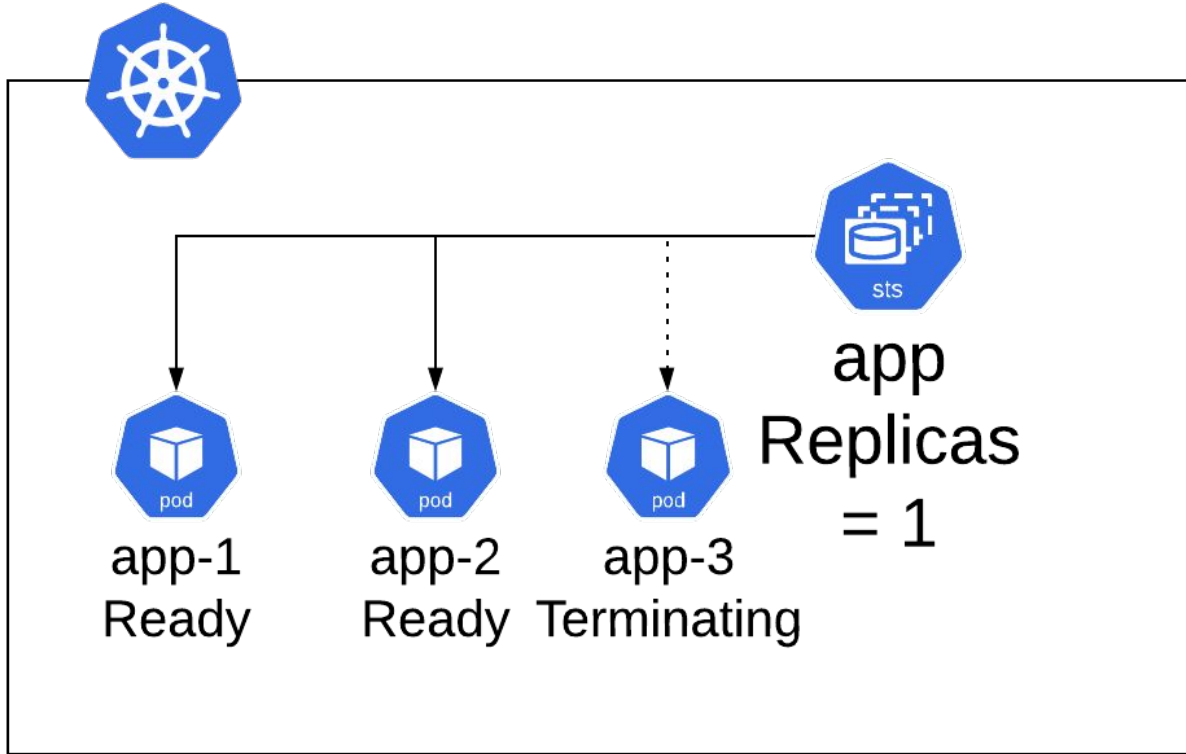 sts
app
Replicas
= 1
pod
pod
pod
app-1
Ready
app-2
Ready
app-3
Terminating